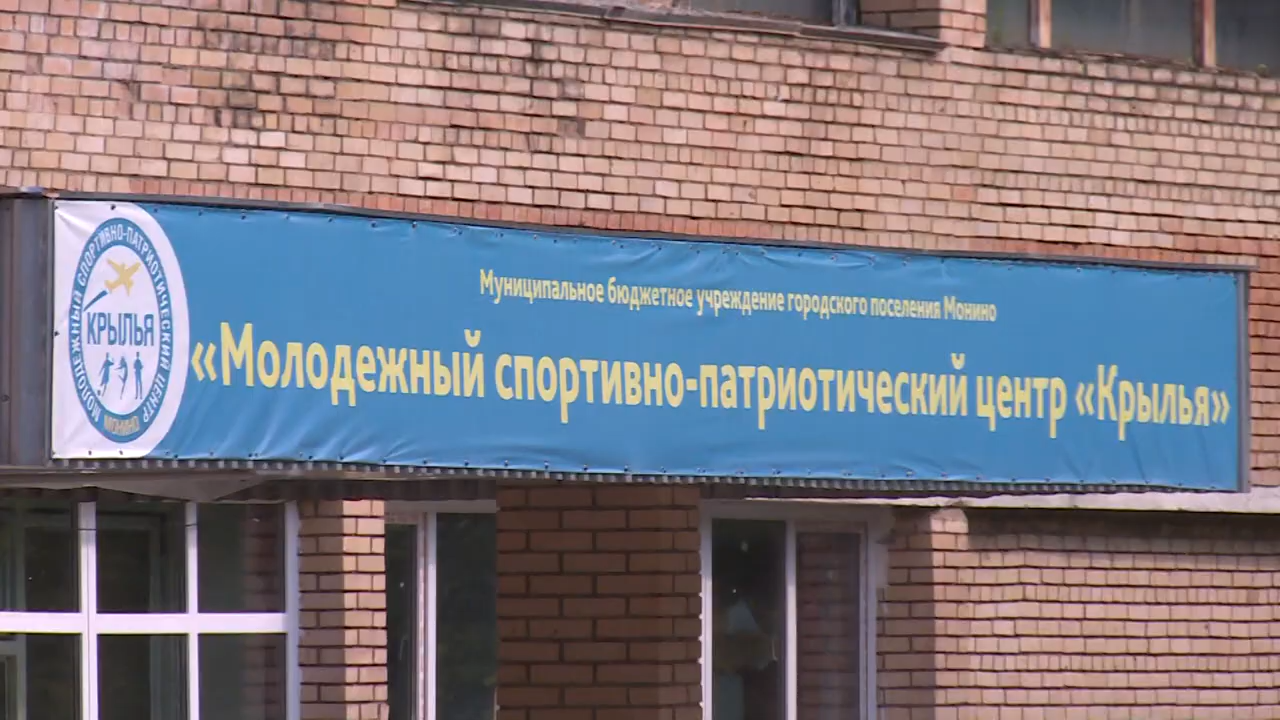 МОЛОДЕЖНЫЙ СПОРТИВНО-ПАТРИОТИЧЕСКИЙ ЦЕНТР
КРЫЛЬЯ
МОНИНО
Муниципальное бюджетное учреждение городского поселения Монино
«Молодежный спортивно-патриотический центр «Крылья»